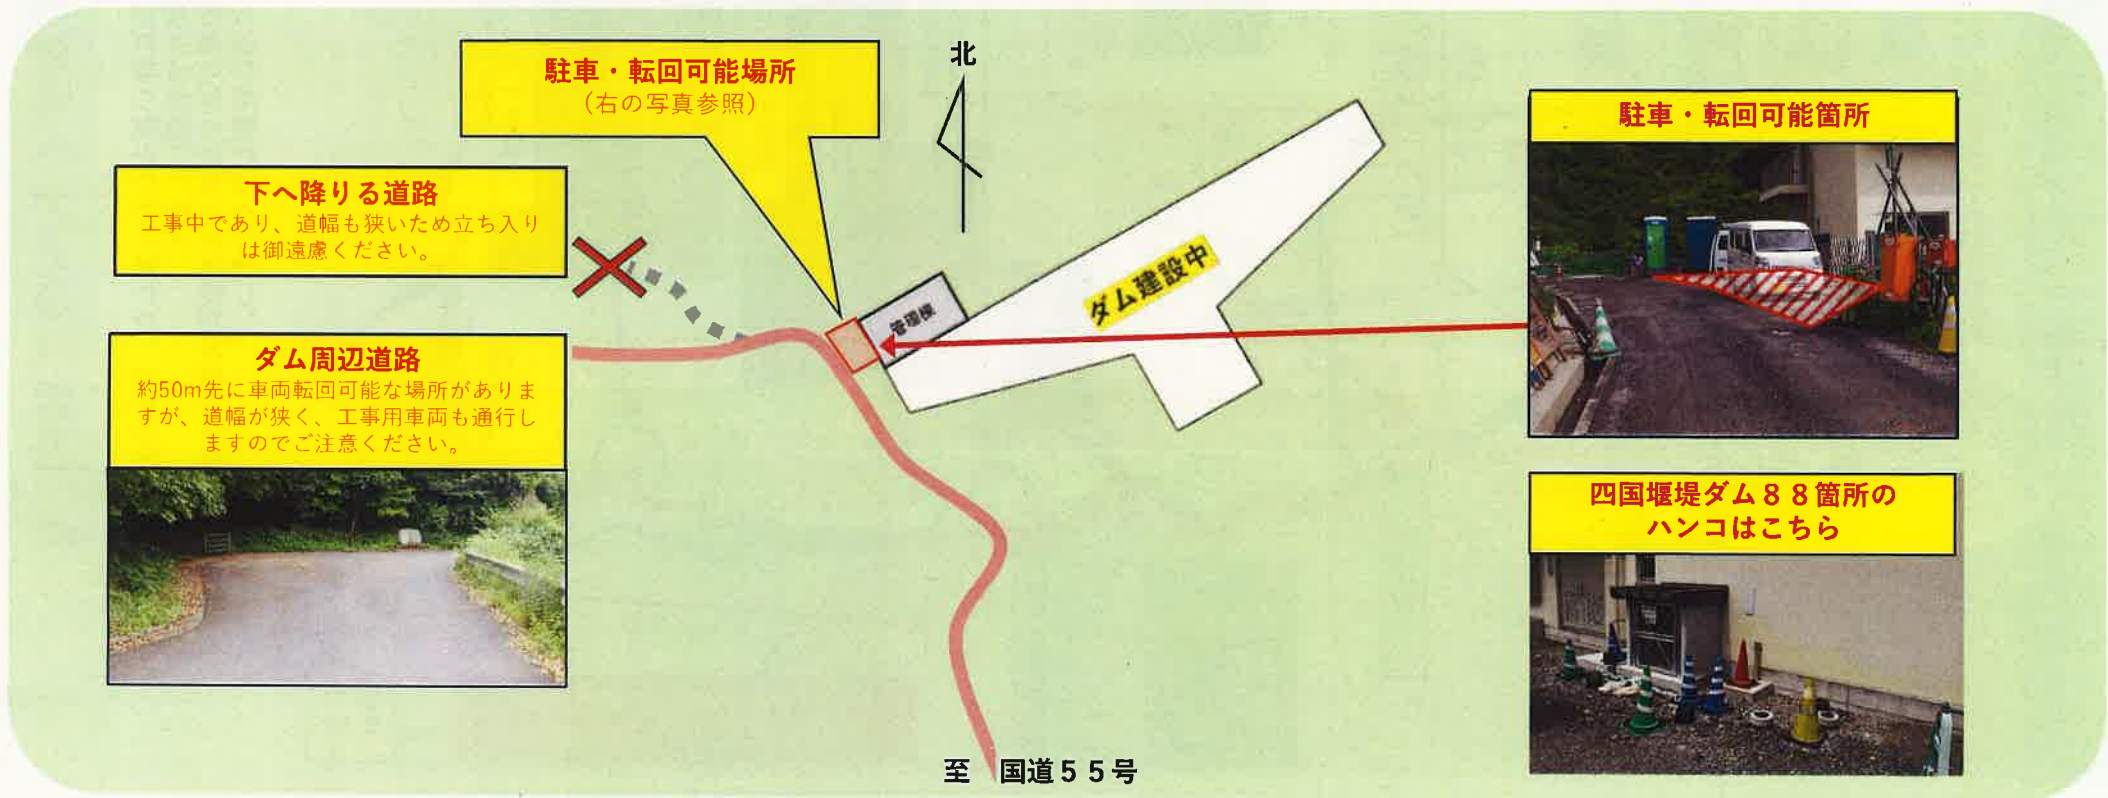 北
駐車・転回可能場所
（右の写真参照）
下へ降りる道路
工事中であり、道幅も狭いため立ち入り
は御遠慮ください。
ダム周辺道路
約50m先に車両転回可能な場所がありま
すが、道幅が狭く、工事用車両も通行し
ますのでご注意ください。
管理棟
ダム建設中
至　国道５５号
駐車・転回可能箇所
四国堰堤ダム８８箇所の
ハンコはこちら